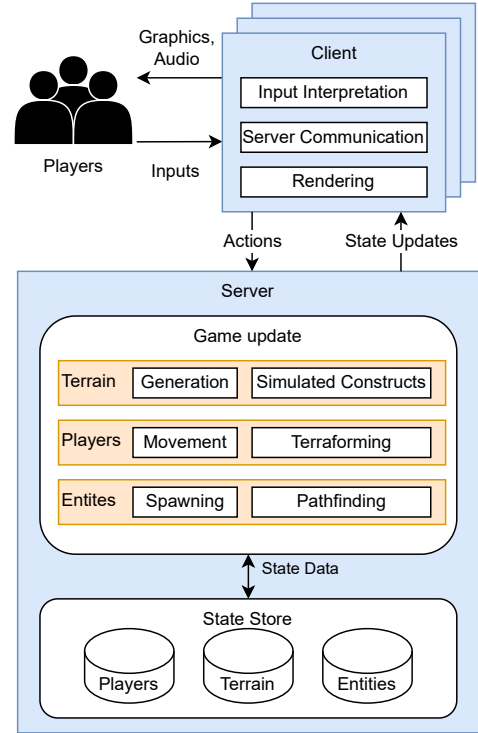 Graphics,
Audio
Client
Input Interpretation
Server Communication
Rendering
Players
Inputs
Actions
State Updates
Server
Game update
Terrain
Generation
Simulated Constructs
Players
Movement
Terraforming
Entites
Spawning
Pathfinding
State Data
State Store
Players
Terrain
Entities